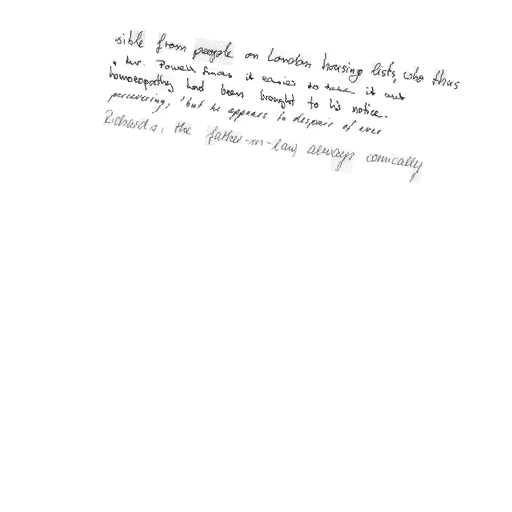 sible from people on London housing lists, who thus
" Mr. Powell finds it easier to take it out
homoeopathy had been brought to his notice.
persevering, 'but he appears to despair of ever
Richards, the father-in-law always comically